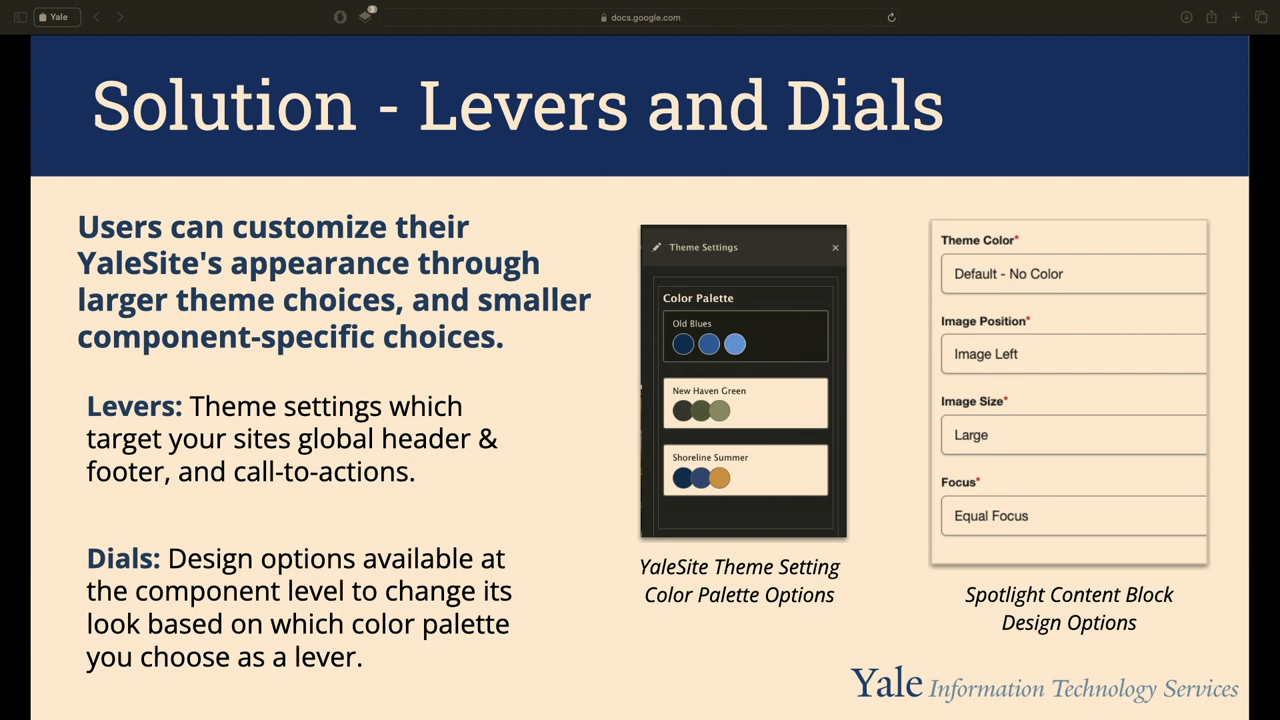 Yale
3
docs.google.com
Solution - Levers and Dials
Users can customize their
YaleSite's appearance through
larger theme choices, and smaller
component-specific choices.
Levers: Theme settings which
target your sites global header &
footer, and call-to-actions.
Dials: Design options available at
the component level to change its
look based on which color palette
you choose as a lever.
Theme Settings
Color Palette
Old Blues
New Haven Green
Shoreline Summer
YaleSite Theme Setting
Color Palette Options
Theme Color*
Default - No Color
Image Position*
Image Left
Image Size*
Large
Focus*
Equal Focus
Spotlight Content Block
Design Options
Yale Information Technology Services